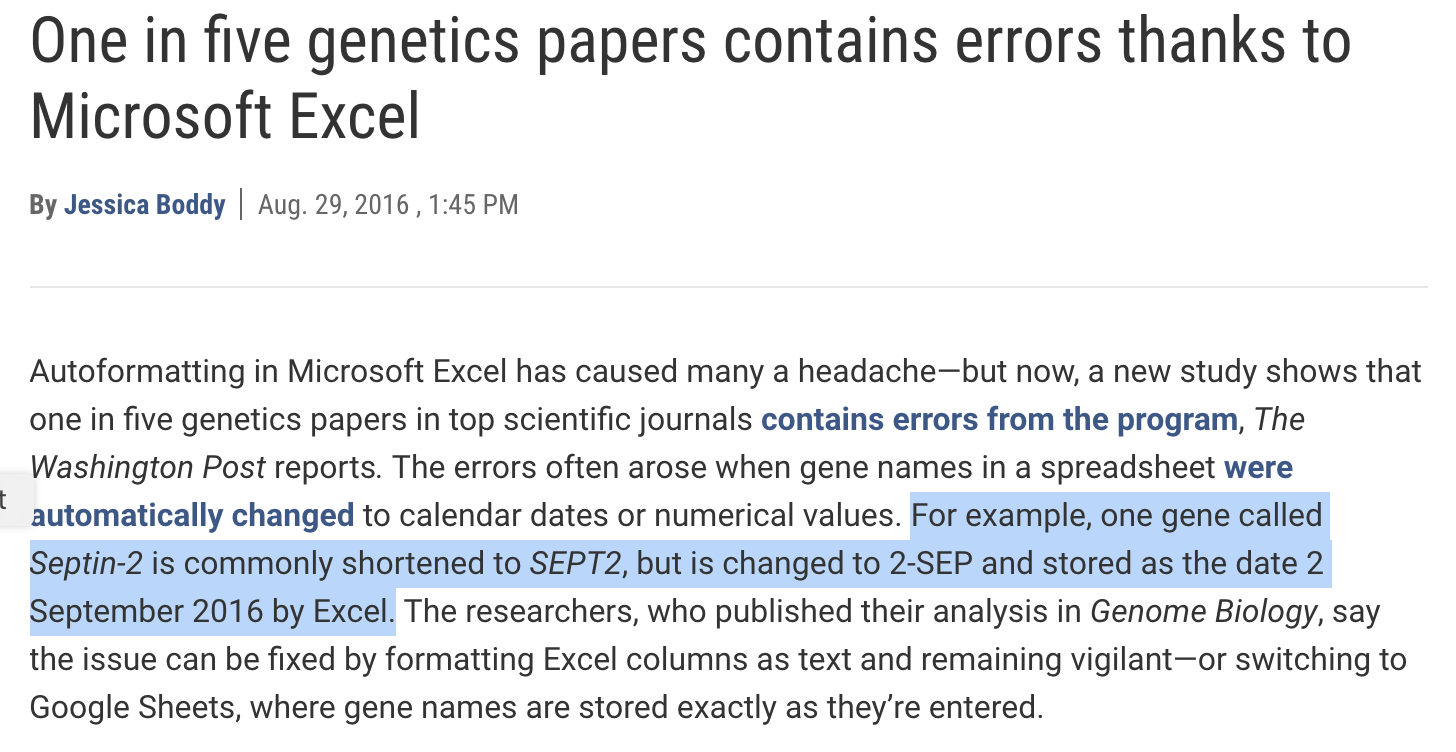 One in five genetics papers contains errors thanks to
Microsoft Excel
By Jessica Boddy | Aug. 29, 2016 , 1:45 PM
Autoformatting in Microsoft Excel has caused many a headache—but now, a new study shows that
one in five genetics papers in top scientific journals contains errors from the program, The
Washington Post reports. The errors often arose when gene names in a spreadsheet were
t
automatically changed to calendar dates or numerical values. For example, one gene called
Septin-2 is commonly shortened to SEPT2, but is changed to 2-SEP and stored as the date 2
September 2016 by Excel. The researchers, who published their analysis in Genome Biology, say
the issue can be fixed by formatting Excel columns as text and remaining vigilant—or switching to
Google Sheets, where gene names are stored exactly as they’re entered.